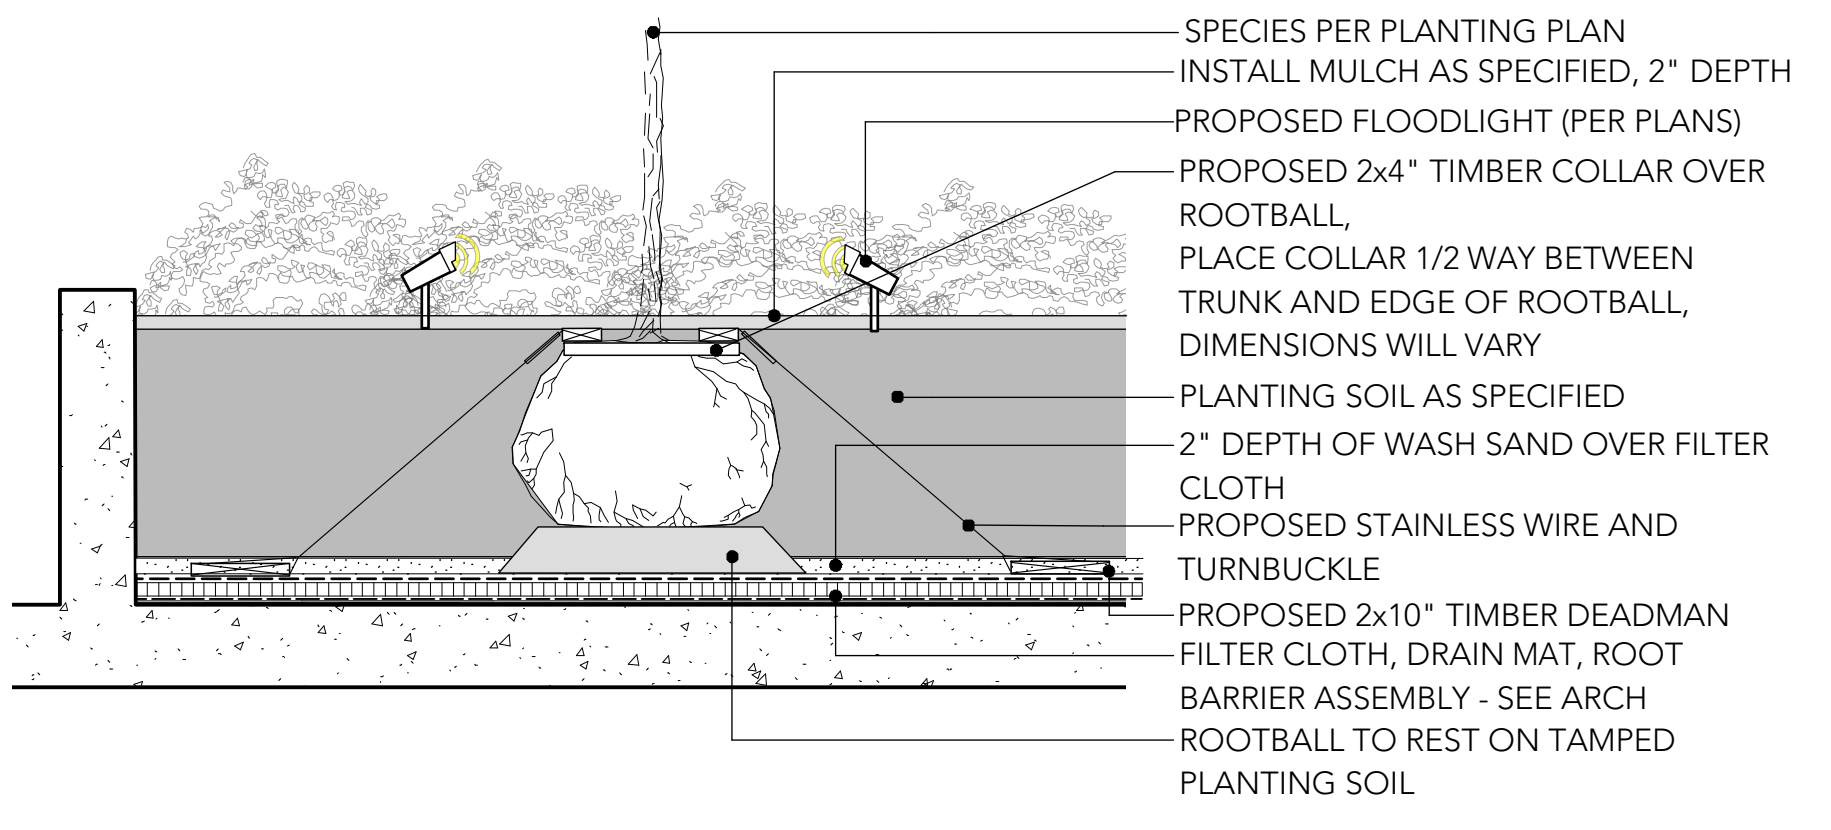 SPECIES PER PLANTING PLAN
INSTALL MULCH AS SPECIFIED, 2" DEPTH
PROPOSED FLOODLIGHT (PER PLANS)
PROPOSED 2x4" TIMBER COLLAR OVER
ROOTBALL,
PLACE COLLAR 1/2 WAY BETWEEN
TRUNK AND EDGE OF ROOTBALL,
DIMENSIONS WILL VARY
PLANTING SOIL AS SPECIFIED
2" DEPTH OF WASH SAND OVER FILTER
CLOTH
PROPOSED STAINLESS WIRE AND
TURNBUCKLE
PROPOSED 2x10" TIMBER DEADMAN
FILTER CLOTH, DRAIN MAT, ROOT
BARRIER ASSEMBLY - SEE ARCH
ROOTBALL TO REST ON TAMPED
PLANTING SOIL